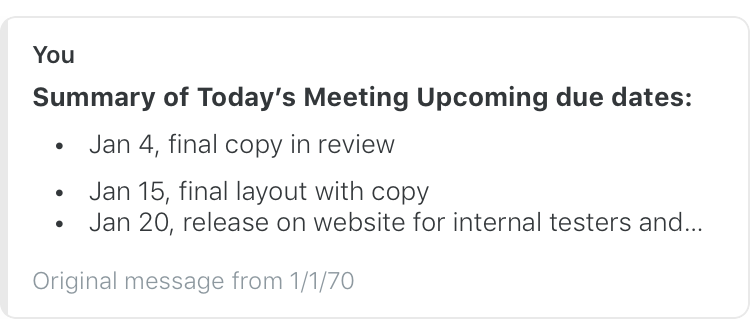 You
Summary of Today’s Meeting Upcoming due dates:
• Jan 4, final copy in review
• Jan 15, final layout with copy
• Jan 20, release on website for internal testers and...
Original message from 1/1/70